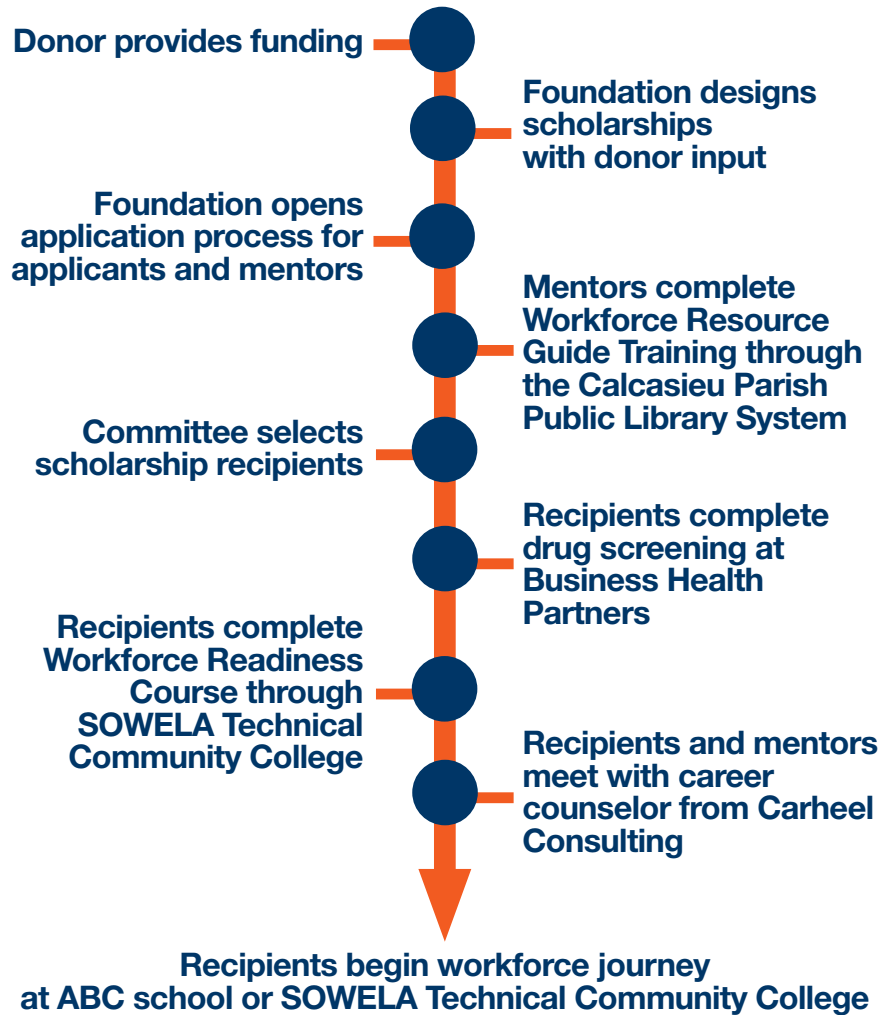 Donor provides funding
Foundation designs
scholarships
with donor input
Foundation opens
application process for
applicants and mentors
Mentors complete
Workforce Resource
Guide Training through
the Calcasieu Parish
Public Library System
Committee selects
scholarship recipients
Recipients complete
drug screening at
Business Health
Partners
Recipients complete
Workforce Readiness
Course through
SOWELA Technical
Community College
Recipients and mentors
meet with career
counselor from Carheel
Consulting
Recipients begin workforce journey
at ABC school or SOWELA Technical Community College